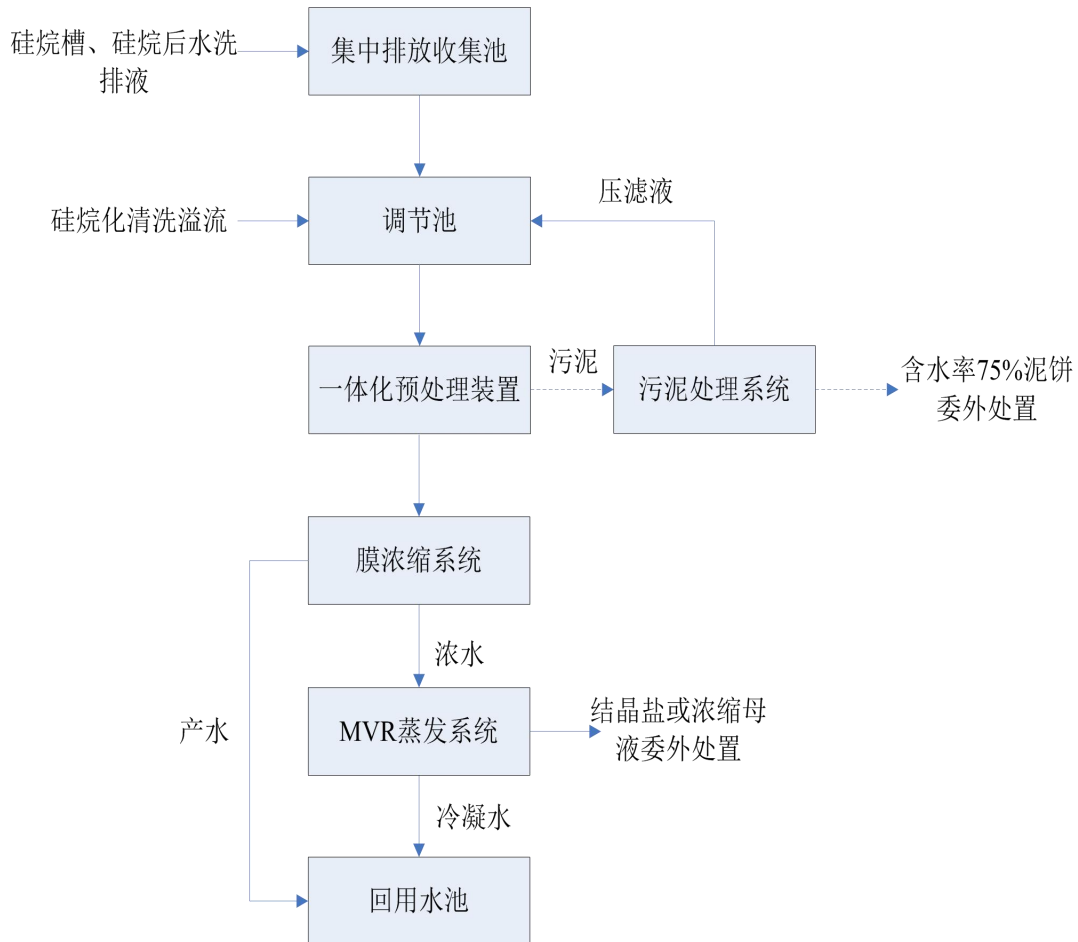 硅烷槽、硅烷后水洗
排液
集中排放收集池
硅烷化清洗溢流
调节池
压滤液
一体化预处理装置
污泥
污泥处理系统
含水率75%泥饼
委外处置
膜浓缩系统
浓水
产水
MVR蒸发系统
结晶盐或浓缩母
液委外处置
冷凝水
回用水池